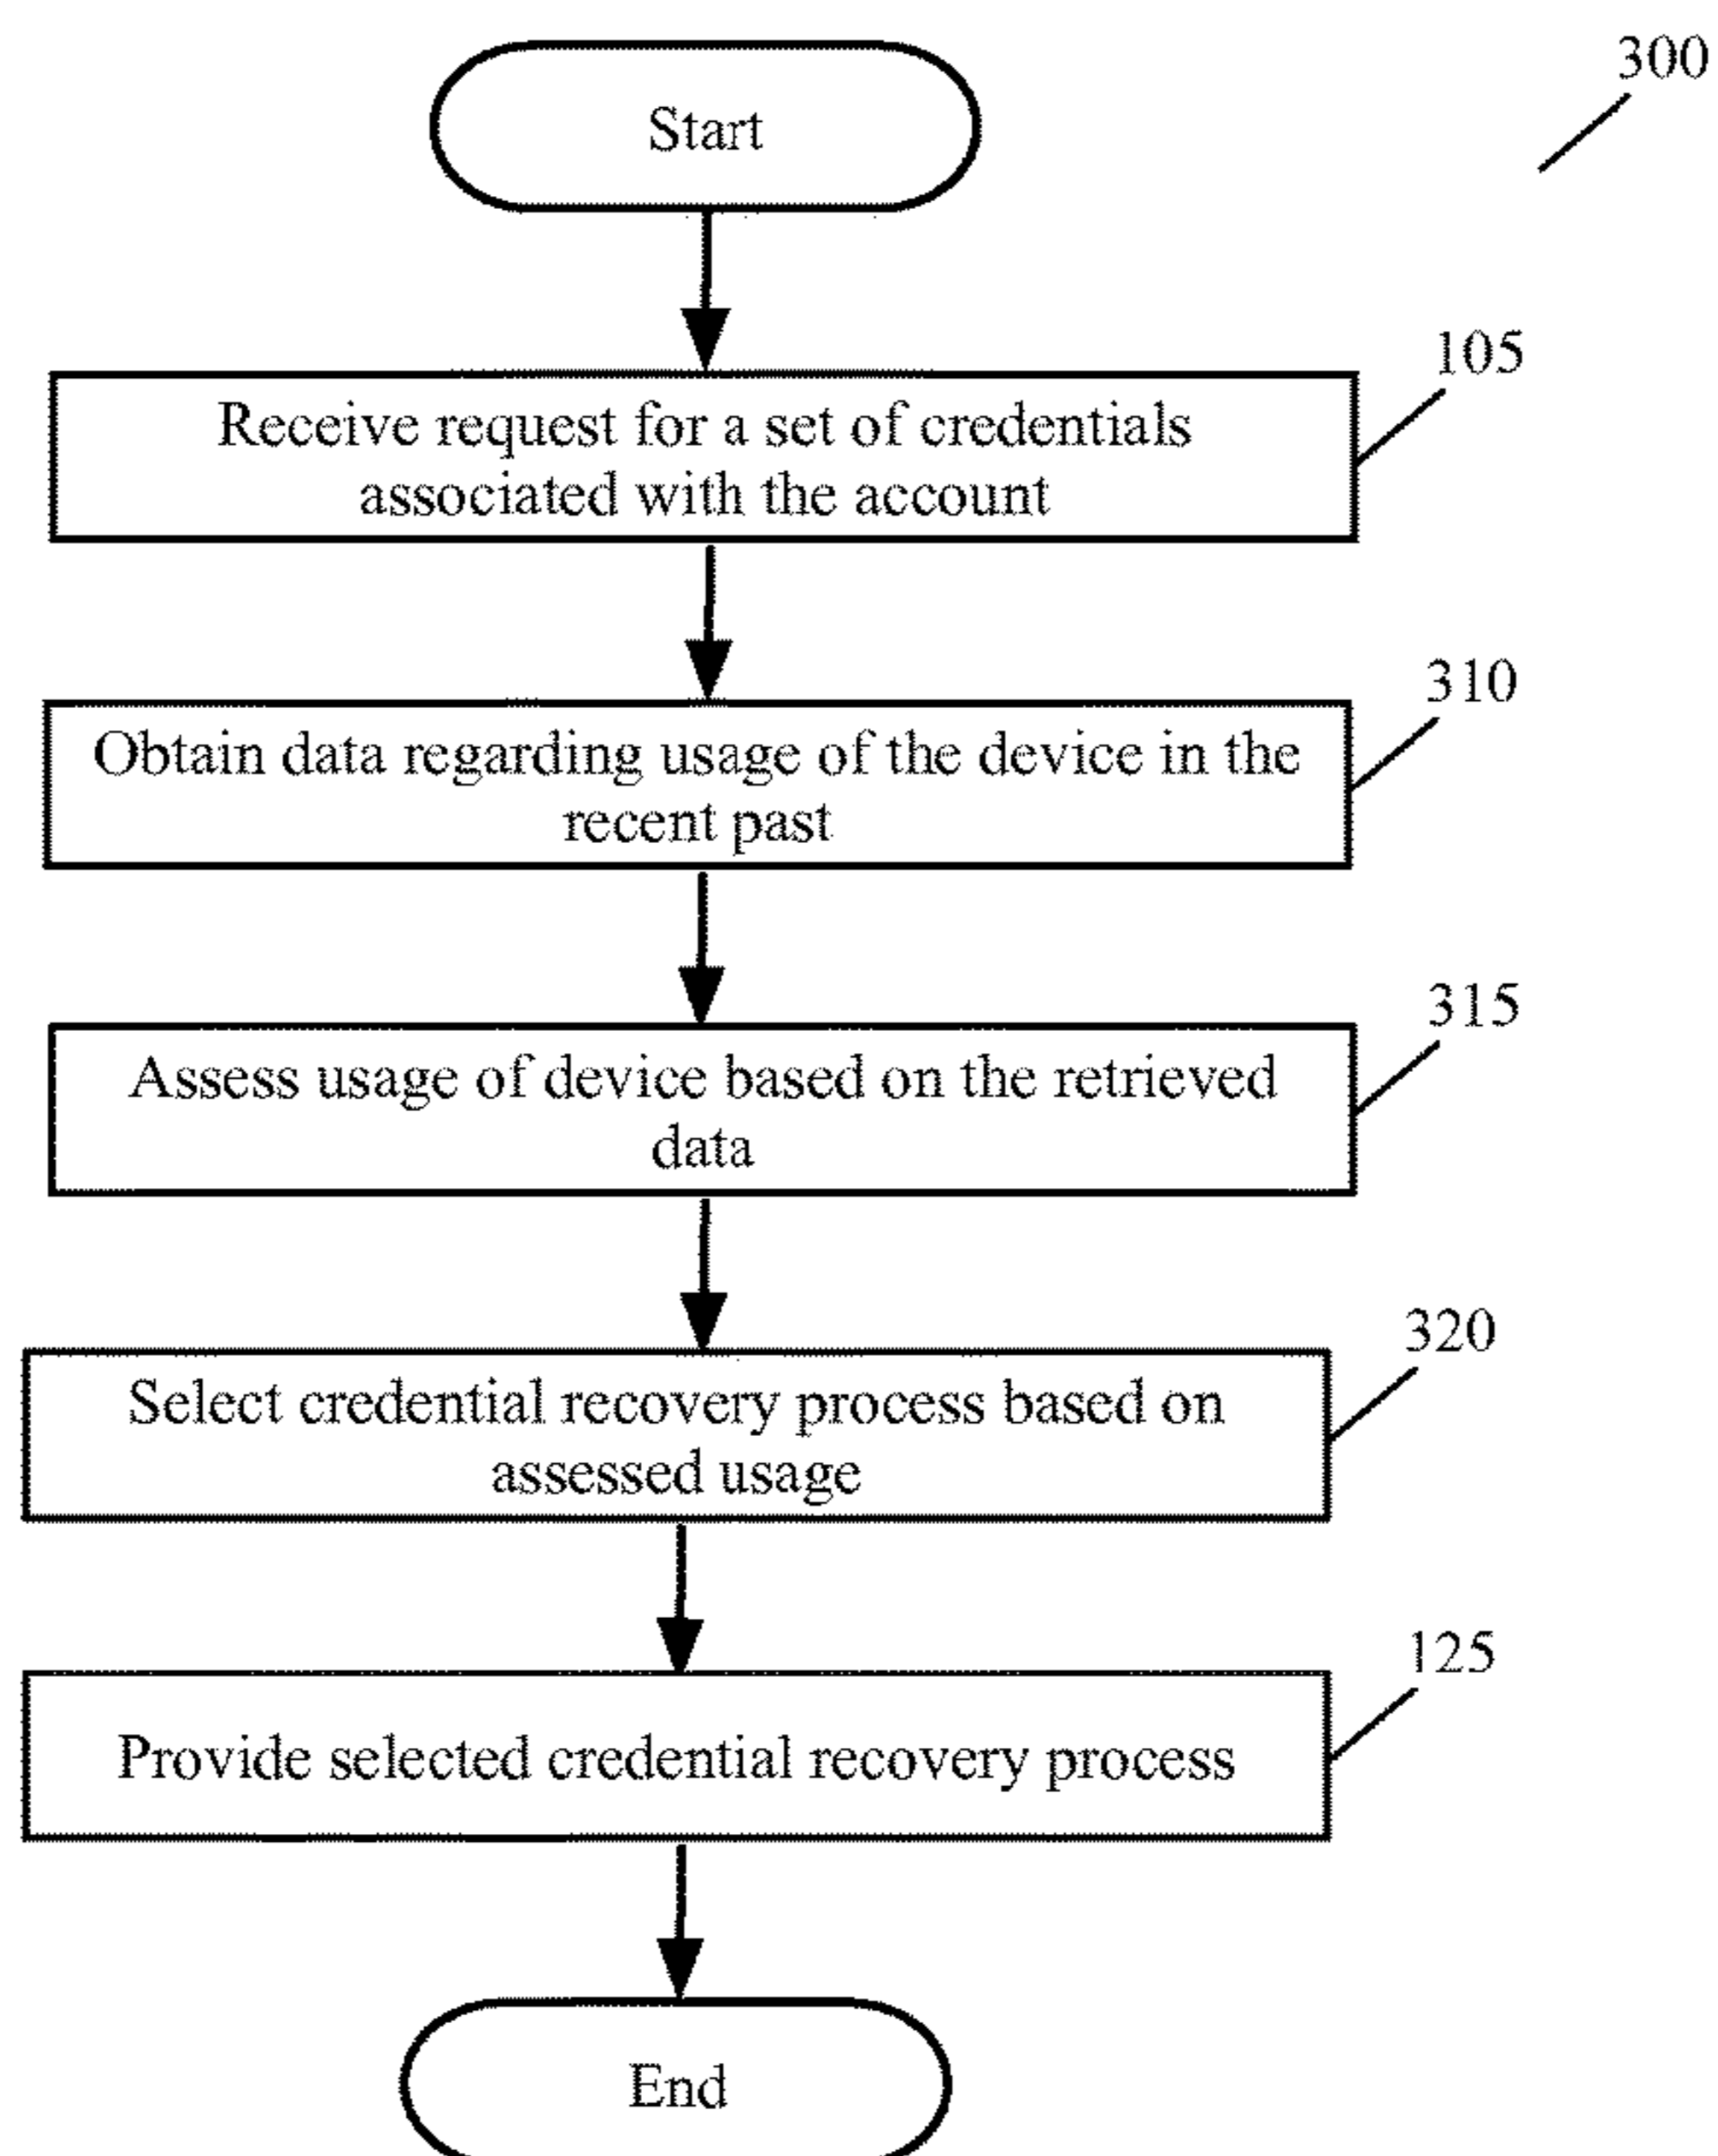 300
Start
105
Receive request for a set of credentials
associated with the account
310
Obtain data regarding usage of the device in the
recent past
315
Assess usage of device based on the retrieved
data
320
Select credential recovery process based on
assessed usage
125
Provide selected credential recovery process
End